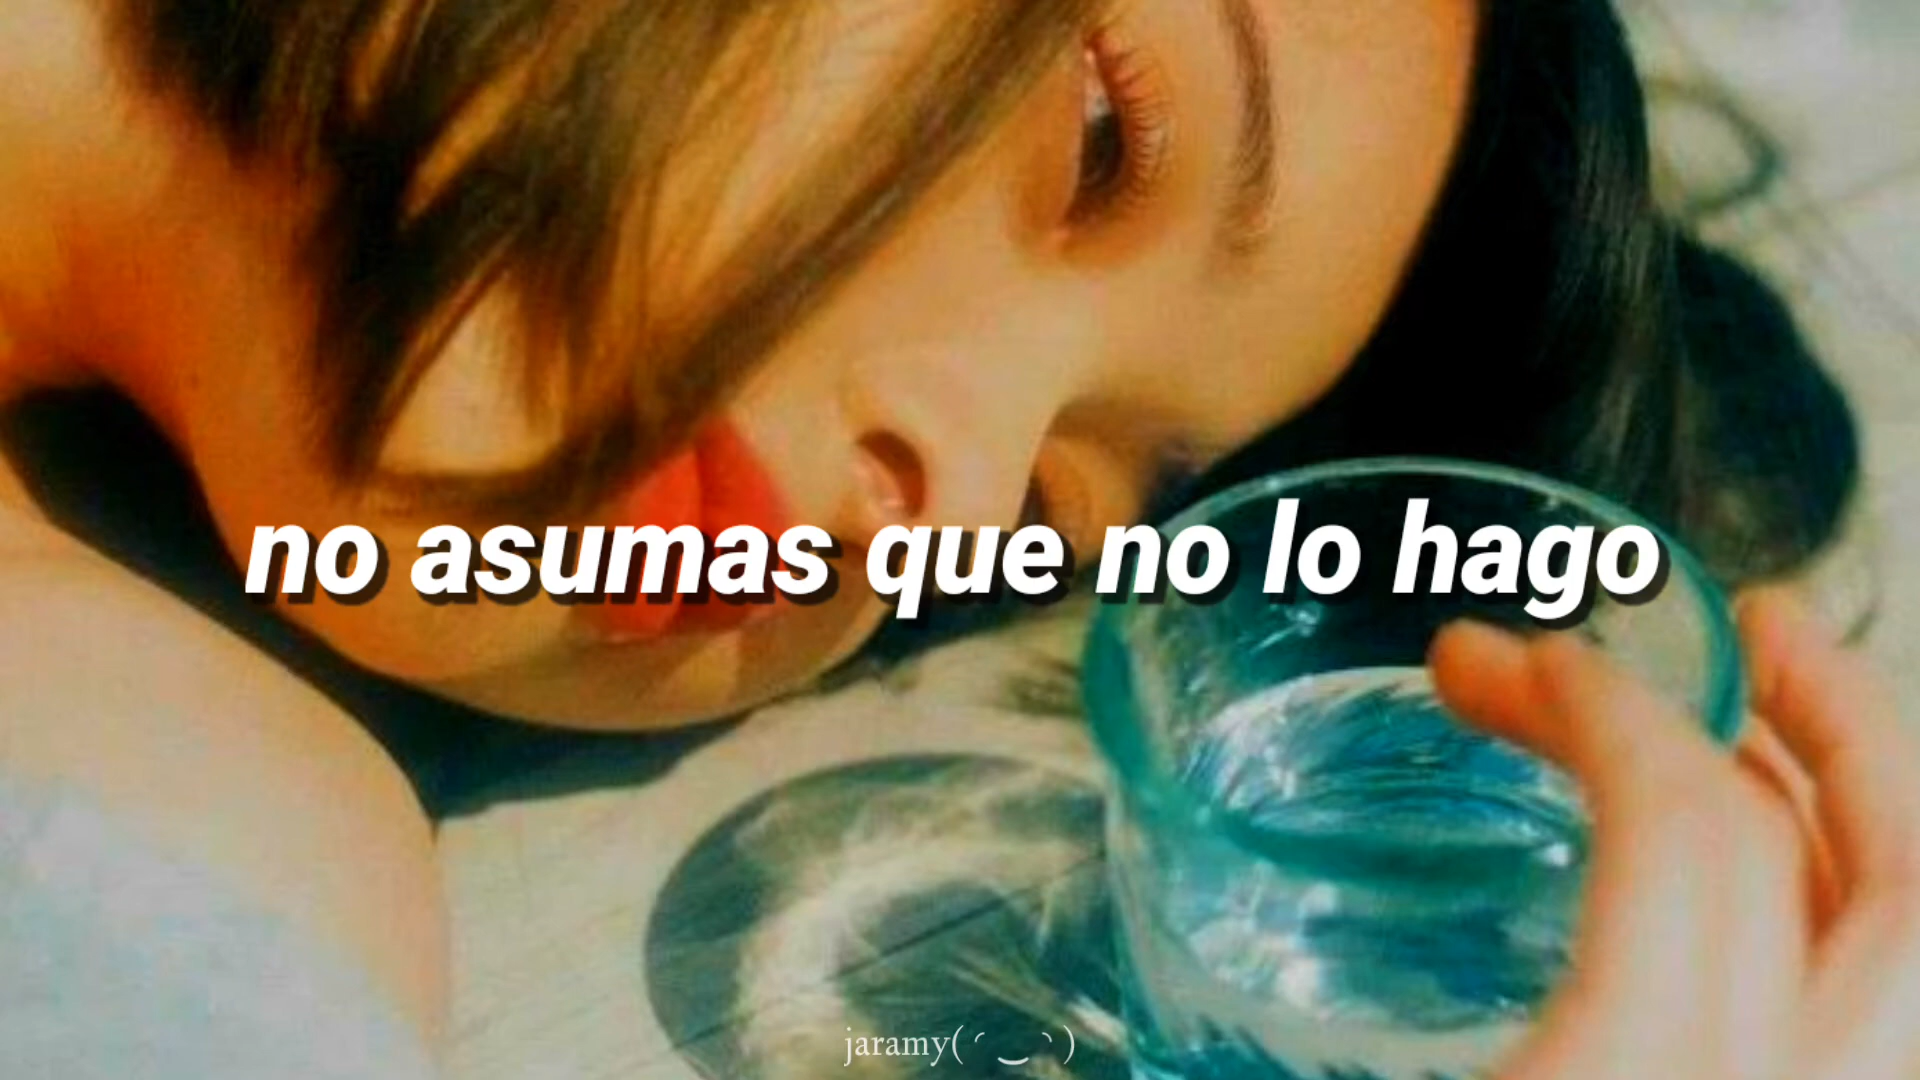 no asumas que no lo hago
jaramy( ´ ‿ ` )